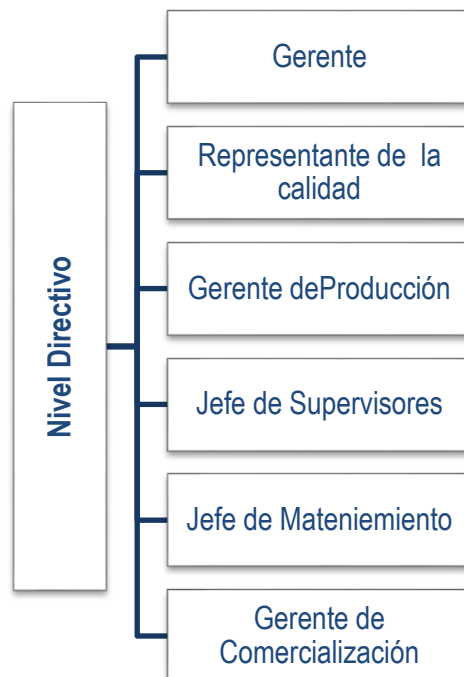 Nivel Directivo
Gerente
Representante de la
calidad
Gerente deProducción
Jefe de Supervisores
Jefe de Mateniemiento
Gerente de
Comercialización